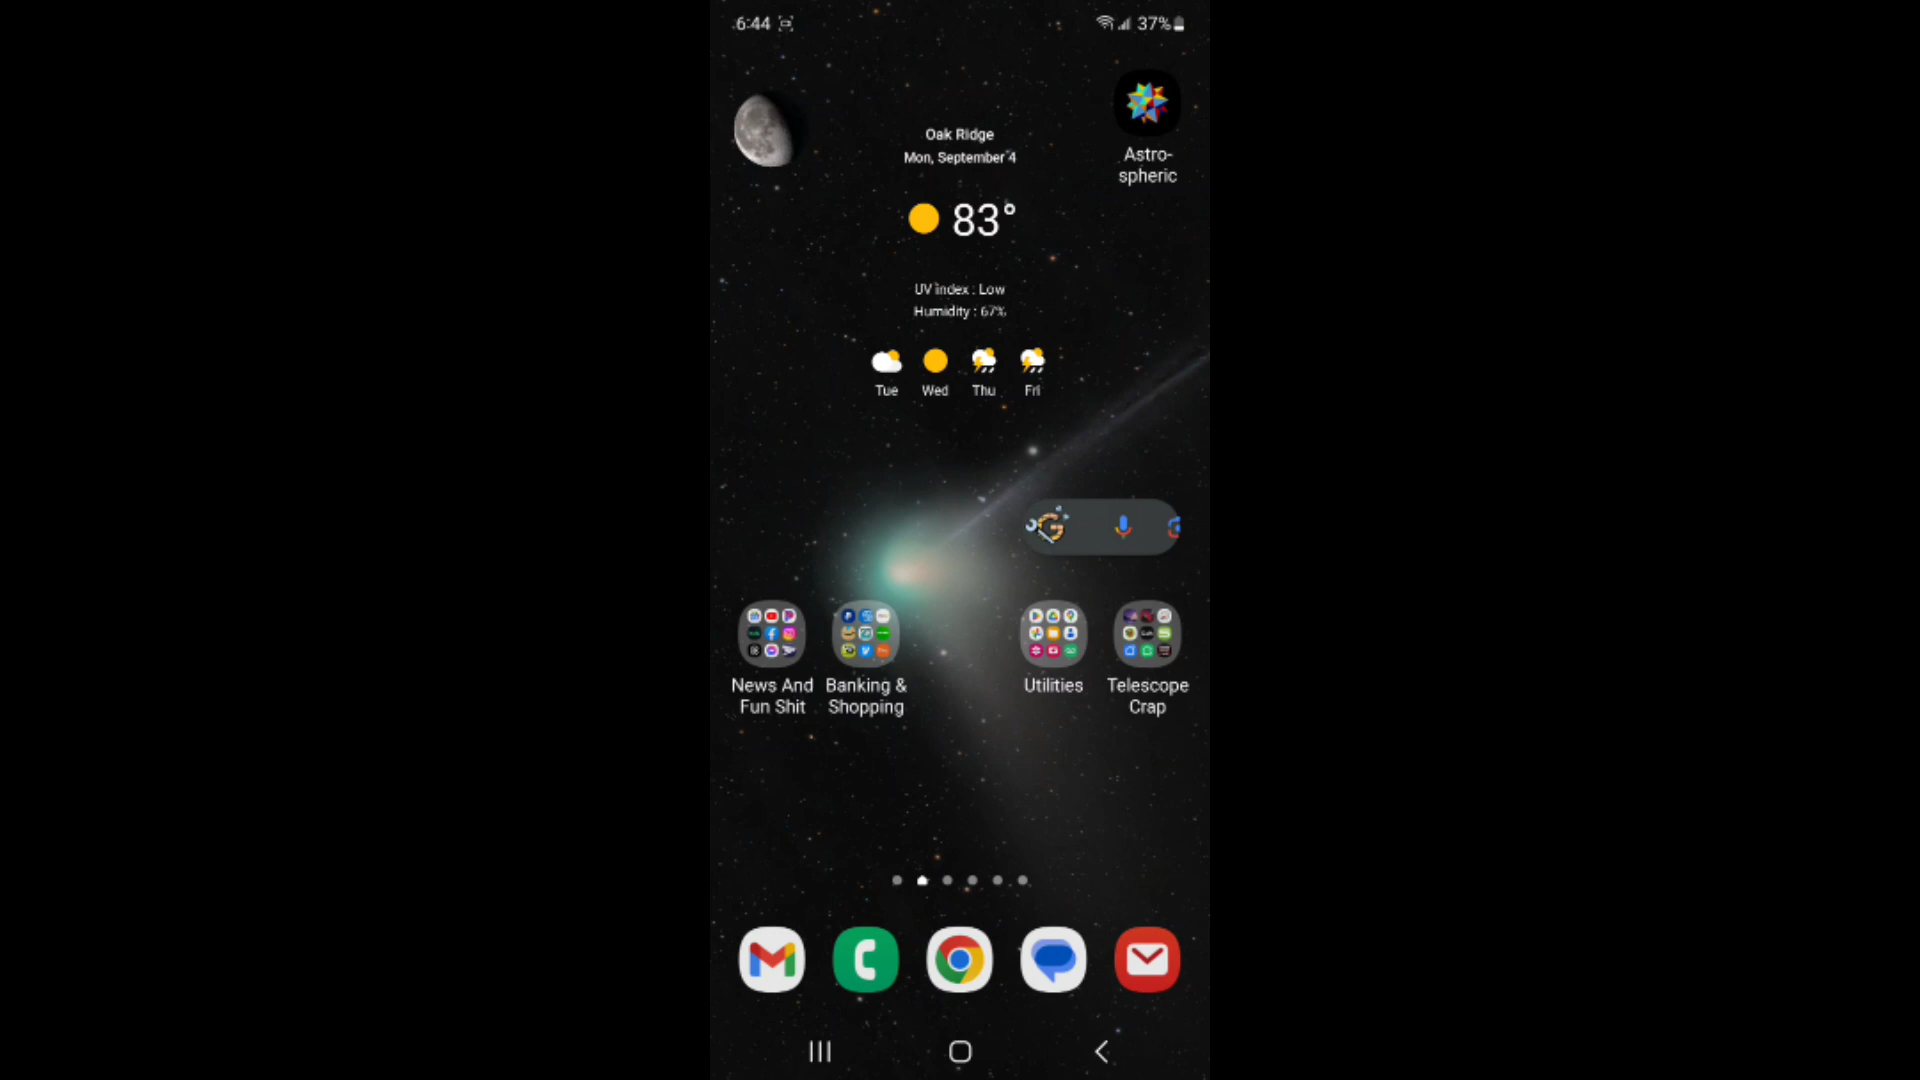 6:44
37%
Astro-
spheric
Oak Ridge
Mon, September 4
83°
UV index : Low
Humidity : 67%
Tue Wed Thu Fri
News And
Fun Shit
Banking &
Shopping
Utilities
Telescope
Crap